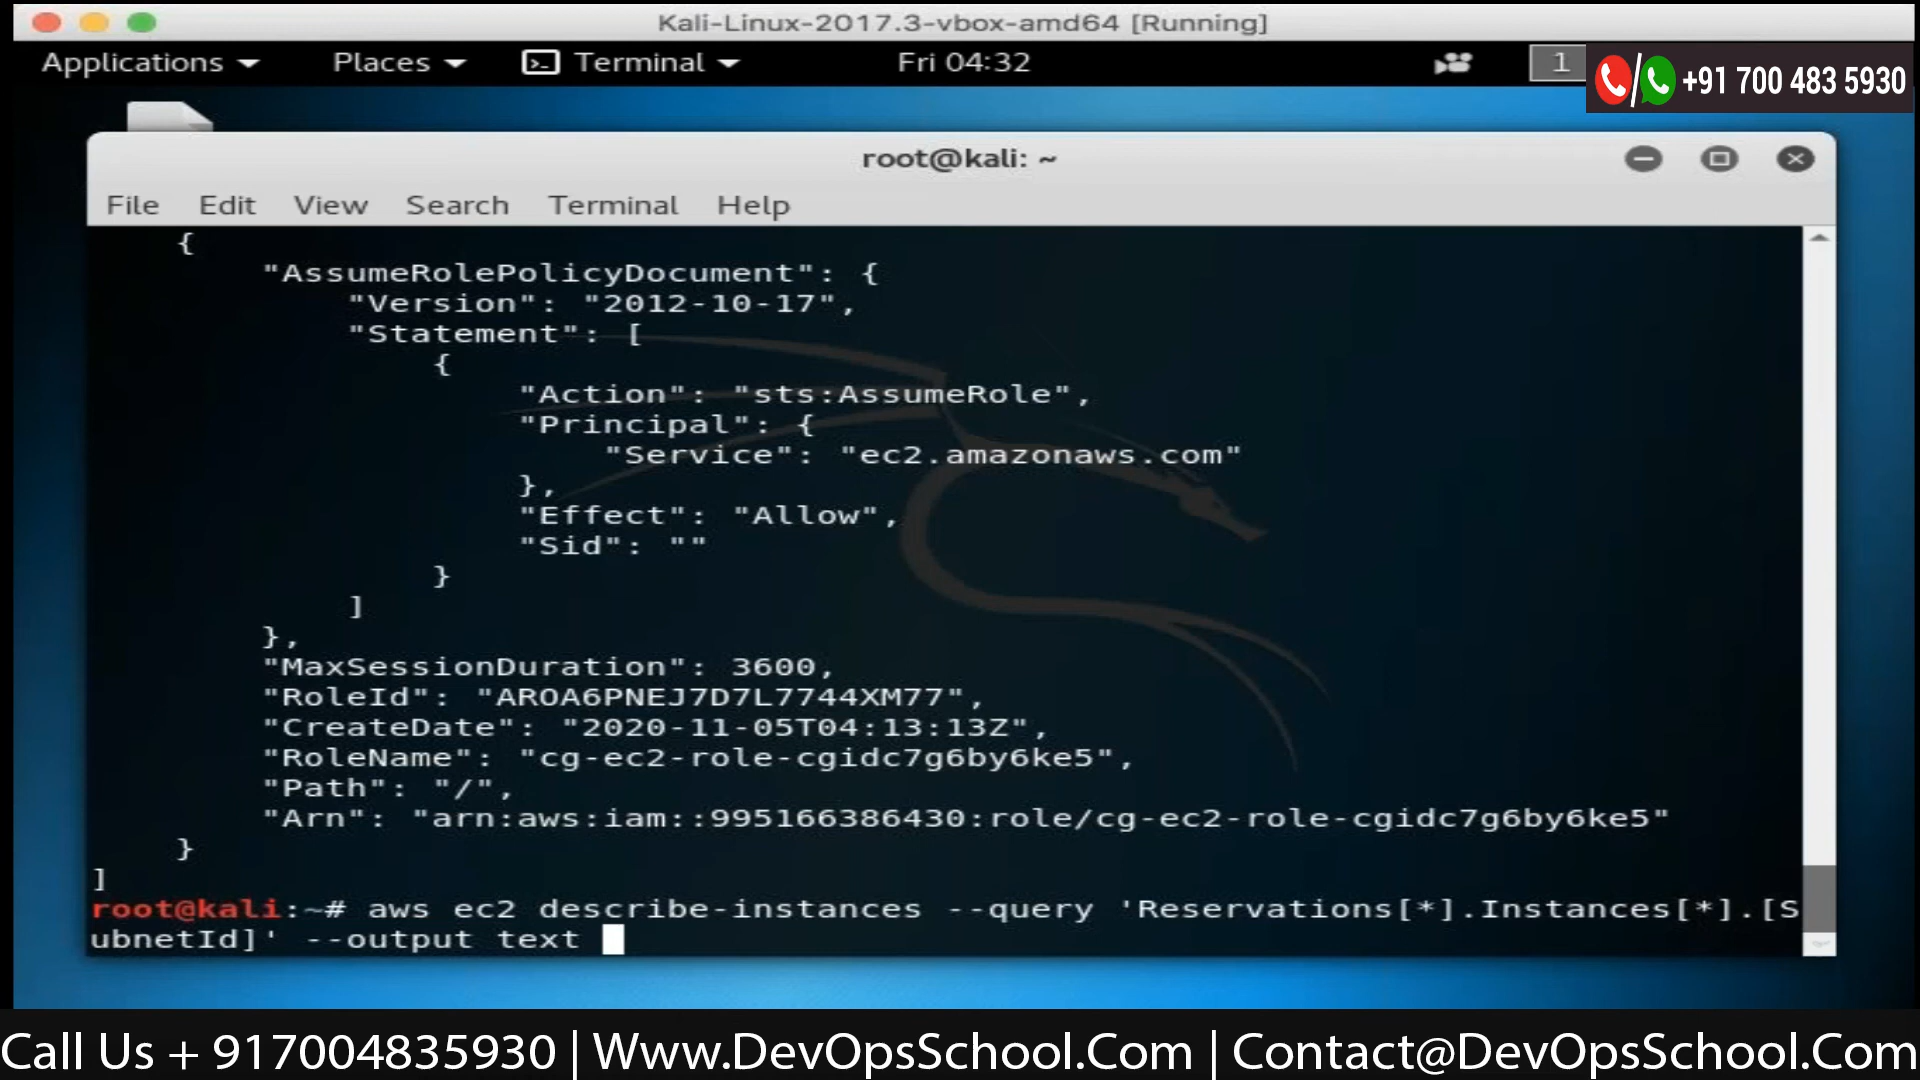 Kali-Linux-2017.3-vbox-amd64 [Running]
Applications Places Terminal Fri 04:32 1
+91 700 483 5930
root@kali: ~
File Edit View Search Terminal Help
{
"AssumeRolePolicyDocument": {
"Version": "2012-10-17",
"Statement": [
{
"Action": "sts:AssumeRole",
"Principal": {
"Service": "ec2.amazonaws.com"
},
"Effect": "Allow",
"Sid": ""
}
]
},
"MaxSessionDuration": 3600,
"RoleId": "AROA6PNEJ7D7L7744XM77",
"CreateDate": "2020-11-05T04:13:13Z",
"RoleName": "cg-ec2-role-cgidc7g6by6ke5",
"Path": "/",
"Arn": "arn:aws:iam::995166386430:role/cg-ec2-role-cgidc7g6by6ke5"
}
]
root@kali:~# aws ec2 describe-instances --query 'Reservations[*].Instances[*].[S
ubnetId]' --output text
Call Us + 917004835930 | Www.DevOpsSchool.Com | Contact@DevOpsSchool.Com